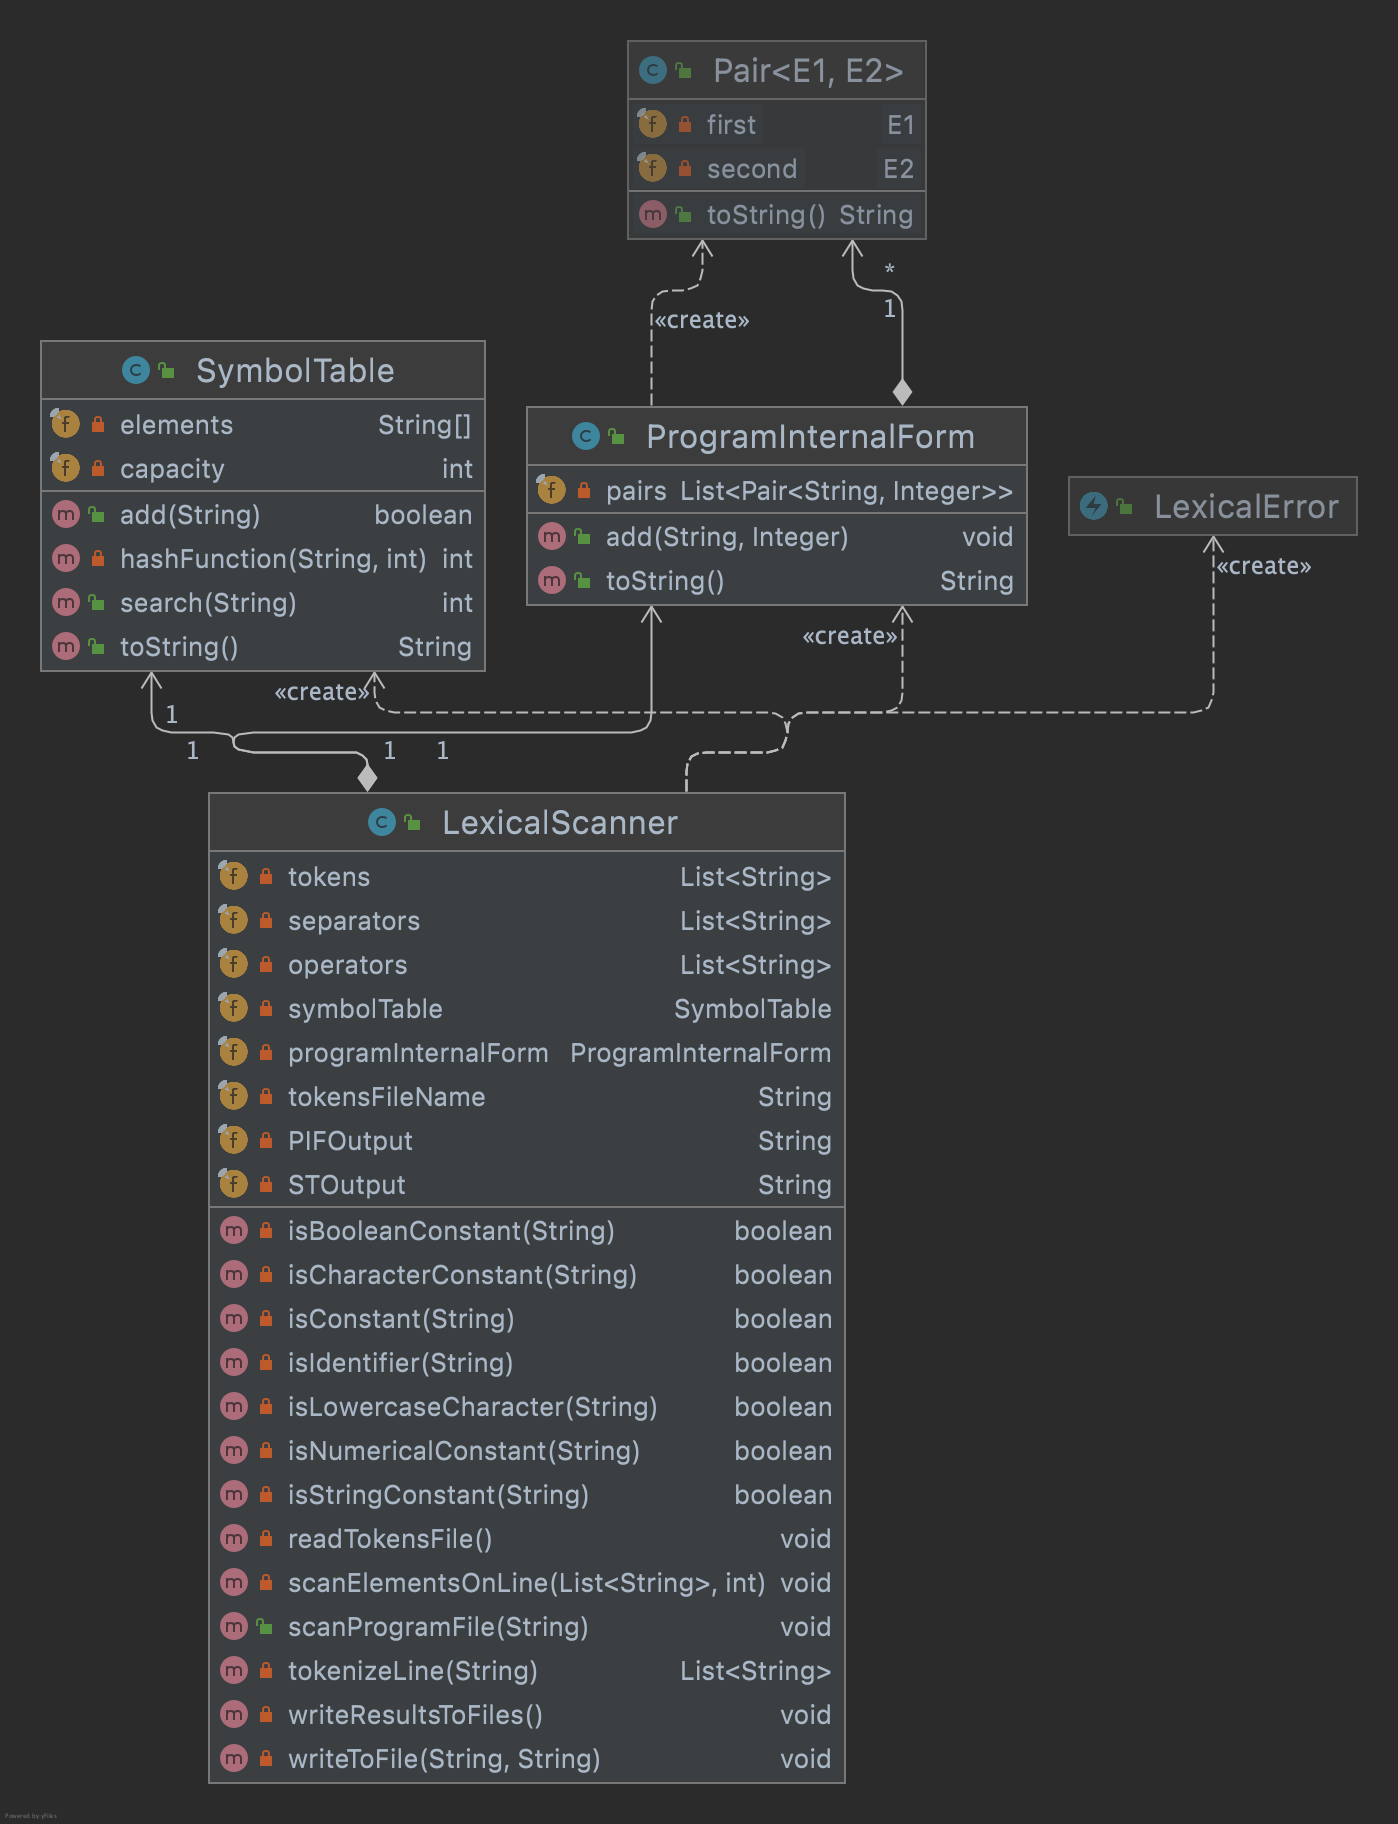 Pair<E1, E2>
first E1
second E2
toString() String
*
1
«create»
SymbolTable
elements String[]
capacity int
add(String) boolean
hashFunction(String, int) int
search(String) int
toString() String
ProgramInternalForm
pairs List<Pair<String, Integer>>
add(String, Integer) void
toString() String
LexicalError
«create»
«create»
«create»
1
1 1 1
LexicalScanner
tokens List<String>
separators List<String>
operators List<String>
symbolTable SymbolTable
programInternalForm ProgramInternalForm
tokensFileName String
PIFOutput String
STOutput String
isBooleanConstant(String) boolean
isCharacterConstant(String) boolean
isConstant(String) boolean
isIdentifier(String) boolean
isLowercaseCharacter(String) boolean
isNumericalConstant(String) boolean
isStringConstant(String) boolean
readTokensFile() void
scanElementsOnLine(List<String>, int) void
scanProgramFile(String) void
tokenizeLine(String) List<String>
writeResultsToFiles() void
writeToFile(String, String) void
Powered by yFiles